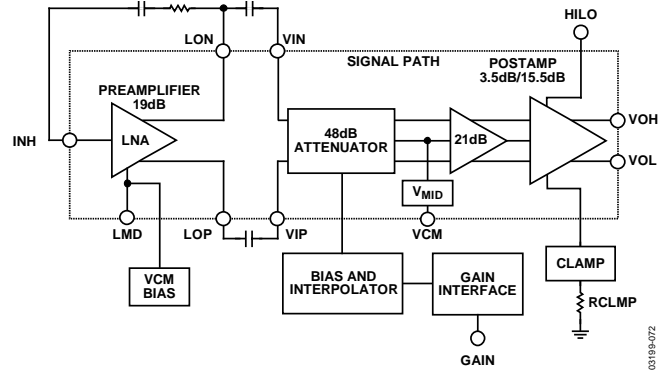 HILO
LON
VIN
SIGNAL PATH
POSTAMP
3.5dB/15.5dB
PREAMPLIFIER
19dB
INH
LNA
48dB
ATTENUATOR
21dB
VOH
VOL
VMID
LMD
LOP
VIP
VCM
VCM
BIAS
BIAS AND
INTERPOLATOR
GAIN
INTERFACE
CLAMP
RCLMP
GAIN
03199-072